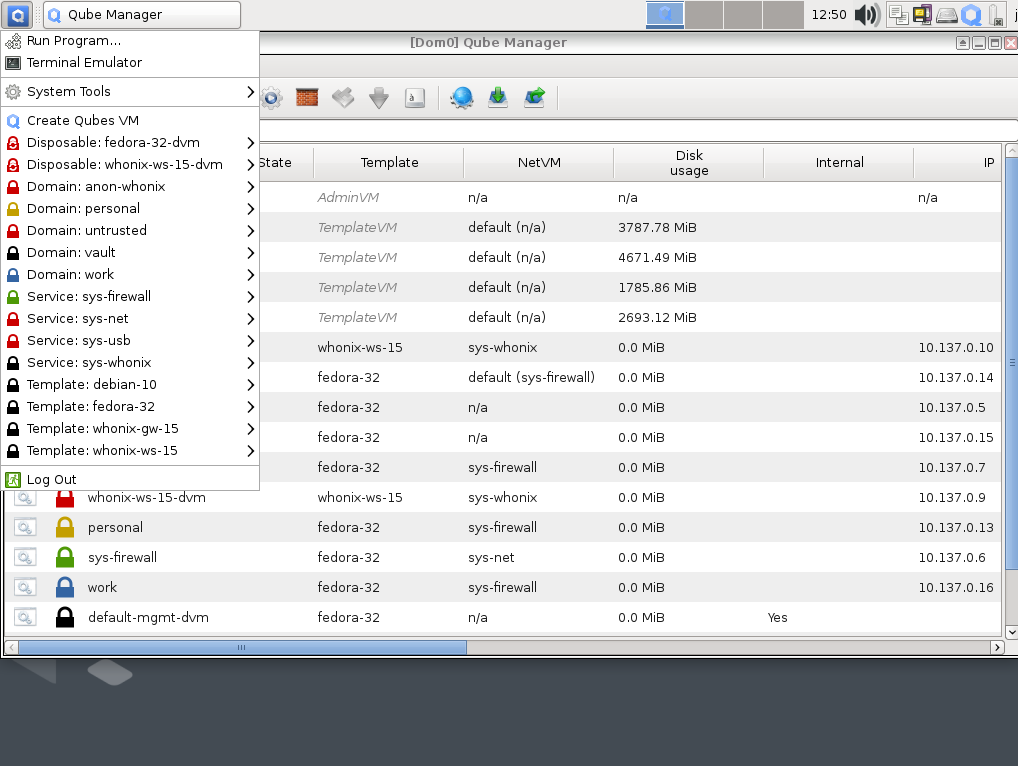 Qube Manager
12:50
[Dom0] Qube Manager
Run Program...
Terminal Emulator
System Tools
Create Qubes VM
Disposable: fedora-32-dvm
Disposable: whonix-ws-15-dvm
Domain: anon-whonix
Domain: personal
Domain: untrusted
Domain: vault
Domain: work
Service: sys-firewall
Service: sys-net
Service: sys-usb
Service: sys-whonix
Template: debian-10
Template: fedora-32
Template: whonix-gw-15
Template: whonix-ws-15
Log Out
State Template NetVM Disk usage Internal IP
AdminVM n/a n/a n/a
TemplateVM default (n/a) 3787.78 MiB
TemplateVM default (n/a) 4671.49 MiB
TemplateVM default (n/a) 1785.86 MiB
TemplateVM default (n/a) 2693.12 MiB
whonix-ws-15 sys-whonix 0.0 MiB 10.137.0.10
fedora-32 default (sys-firewall) 0.0 MiB 10.137.0.14
fedora-32 n/a 0.0 MiB 10.137.0.5
fedora-32 n/a 0.0 MiB 10.137.0.15
fedora-32 sys-firewall 0.0 MiB 10.137.0.7
whonix-ws-15-dvm whonix-ws-15 sys-whonix 0.0 MiB 10.137.0.9
personal fedora-32 sys-firewall 0.0 MiB 10.137.0.13
sys-firewall fedora-32 sys-net 0.0 MiB 10.137.0.6
work fedora-32 sys-firewall 0.0 MiB 10.137.0.16
default-mgmt-dvm fedora-32 n/a 0.0 MiB Yes